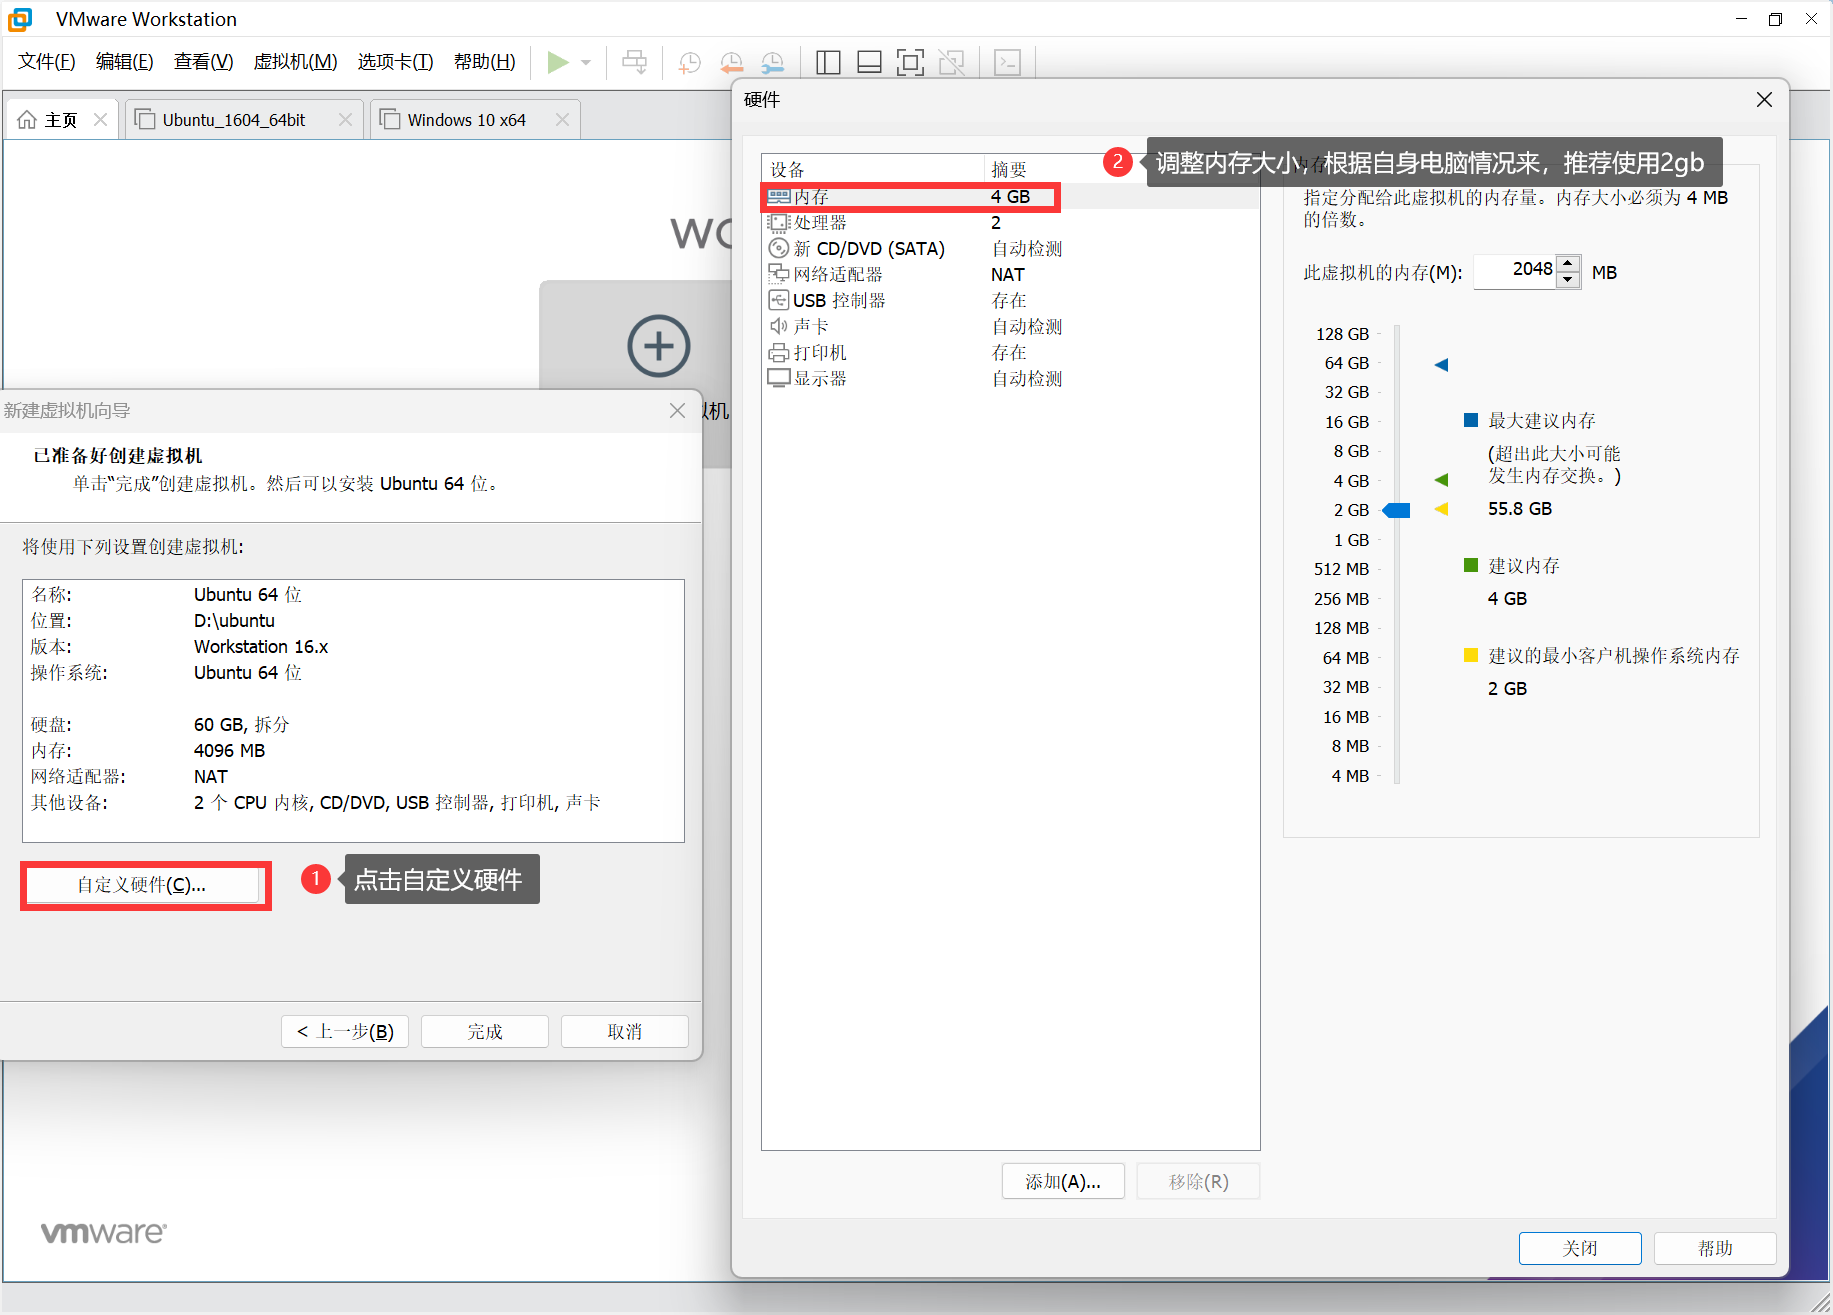 VMware Workstation
文件(F) 编辑(E) 查看(V) 虚拟机(M) 选项卡(T) 帮助(H)
主页
Ubuntu_1604_64bit
Windows 10 x64
WO
拟机
新建虚拟机向导
已准备好创建虚拟机
单击“完成”创建虚拟机。然后可以安装 Ubuntu 64 位。
将使用下列设置创建虚拟机:
名称: Ubuntu 64 位
位置: D:\ubuntu
版本: Workstation 16.x
操作系统: Ubuntu 64 位
硬盘: 60 GB, 拆分
内存: 4096 MB
网络适配器: NAT
其他设备: 2 个 CPU 内核, CD/DVD, USB 控制器, 打印机, 声卡
自定义硬件(C)...
1 点击自定义硬件
< 上一步(B) 完成 取消
vmware
硬件
设备 摘要
内存 4 GB
处理器 2
新 CD/DVD (SATA) 自动检测
网络适配器 NAT
USB 控制器 存在
声卡 自动检测
打印机 存在
显示器 自动检测
添加(A)... 移除(R)
2 调整内存大小，根据自身电脑情况来，推荐使用2gb
内存
指定分配给此虚拟机的内存量。内存大小必须为 4 MB
的倍数。
此虚拟机的内存(M): 2048 MB
128 GB
64 GB
32 GB
16 GB
8 GB
4 GB
2 GB
1 GB
512 MB
256 MB
128 MB
64 MB
32 MB
16 MB
8 MB
4 MB
最大建议内存
(超出此大小可能
发生内存交换。)
55.8 GB
建议内存
4 GB
建议的最小客户机操作系统内存
2 GB
关闭 帮助